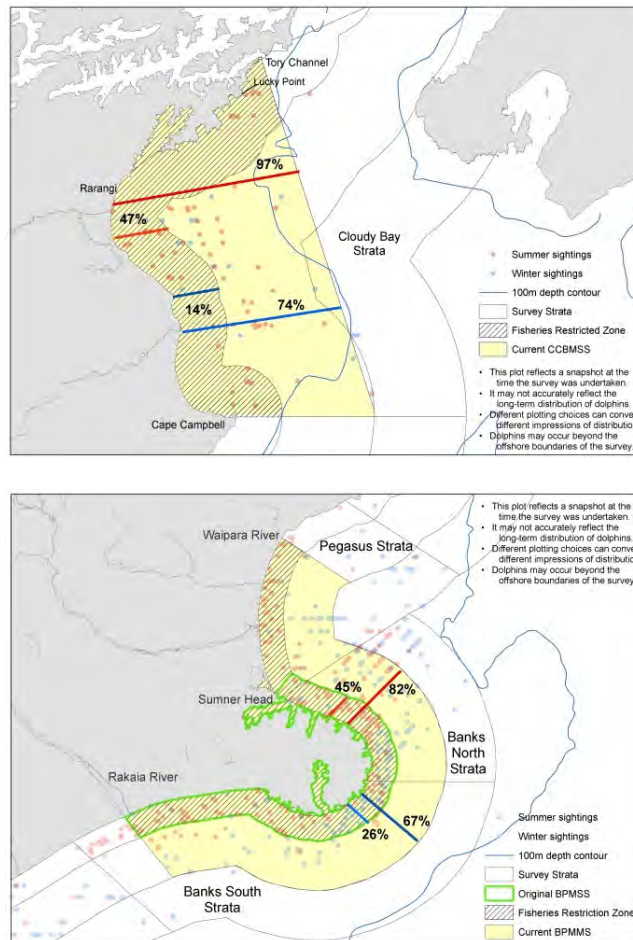 Tory Channel
Lucky Point
97%
Rarangi
47%
Cloudy Bay
Strata
14%
74%
Cape Campbell
Summer sightings
Winter sightings
100m depth contour
Survey Strata
Fisheries Restricted Zone
Current CCBMSS
• This plot reflects a snapshot at the
time the survey was undertaken.
• It may not accurately reflect the
long-term distribution of dolphins.
• Different plotting choices can conve
different impressions of distributio
• Dolphins may occur beyond the
offshore boundaries of the survey.
• This plot reflects a snapshot at the
time the survey was undertaken.
• It may not accurately reflect the
long-term distribution of dolphins.
• Different plotting choices can conve
different impressions of distributio
• Dolphins may occur beyond the
offshore boundaries of the survey
Waipara River
Pegasus Strata
45%
82%
Sumner Head
Banks
North
Strata
Rakaia River
67%
26%
Banks South
Strata
Summer sightings
Winter sightings
100m depth contour
Survey Strata
Original BPMSS
Fisheries Restriction Zone
Current BPMMS